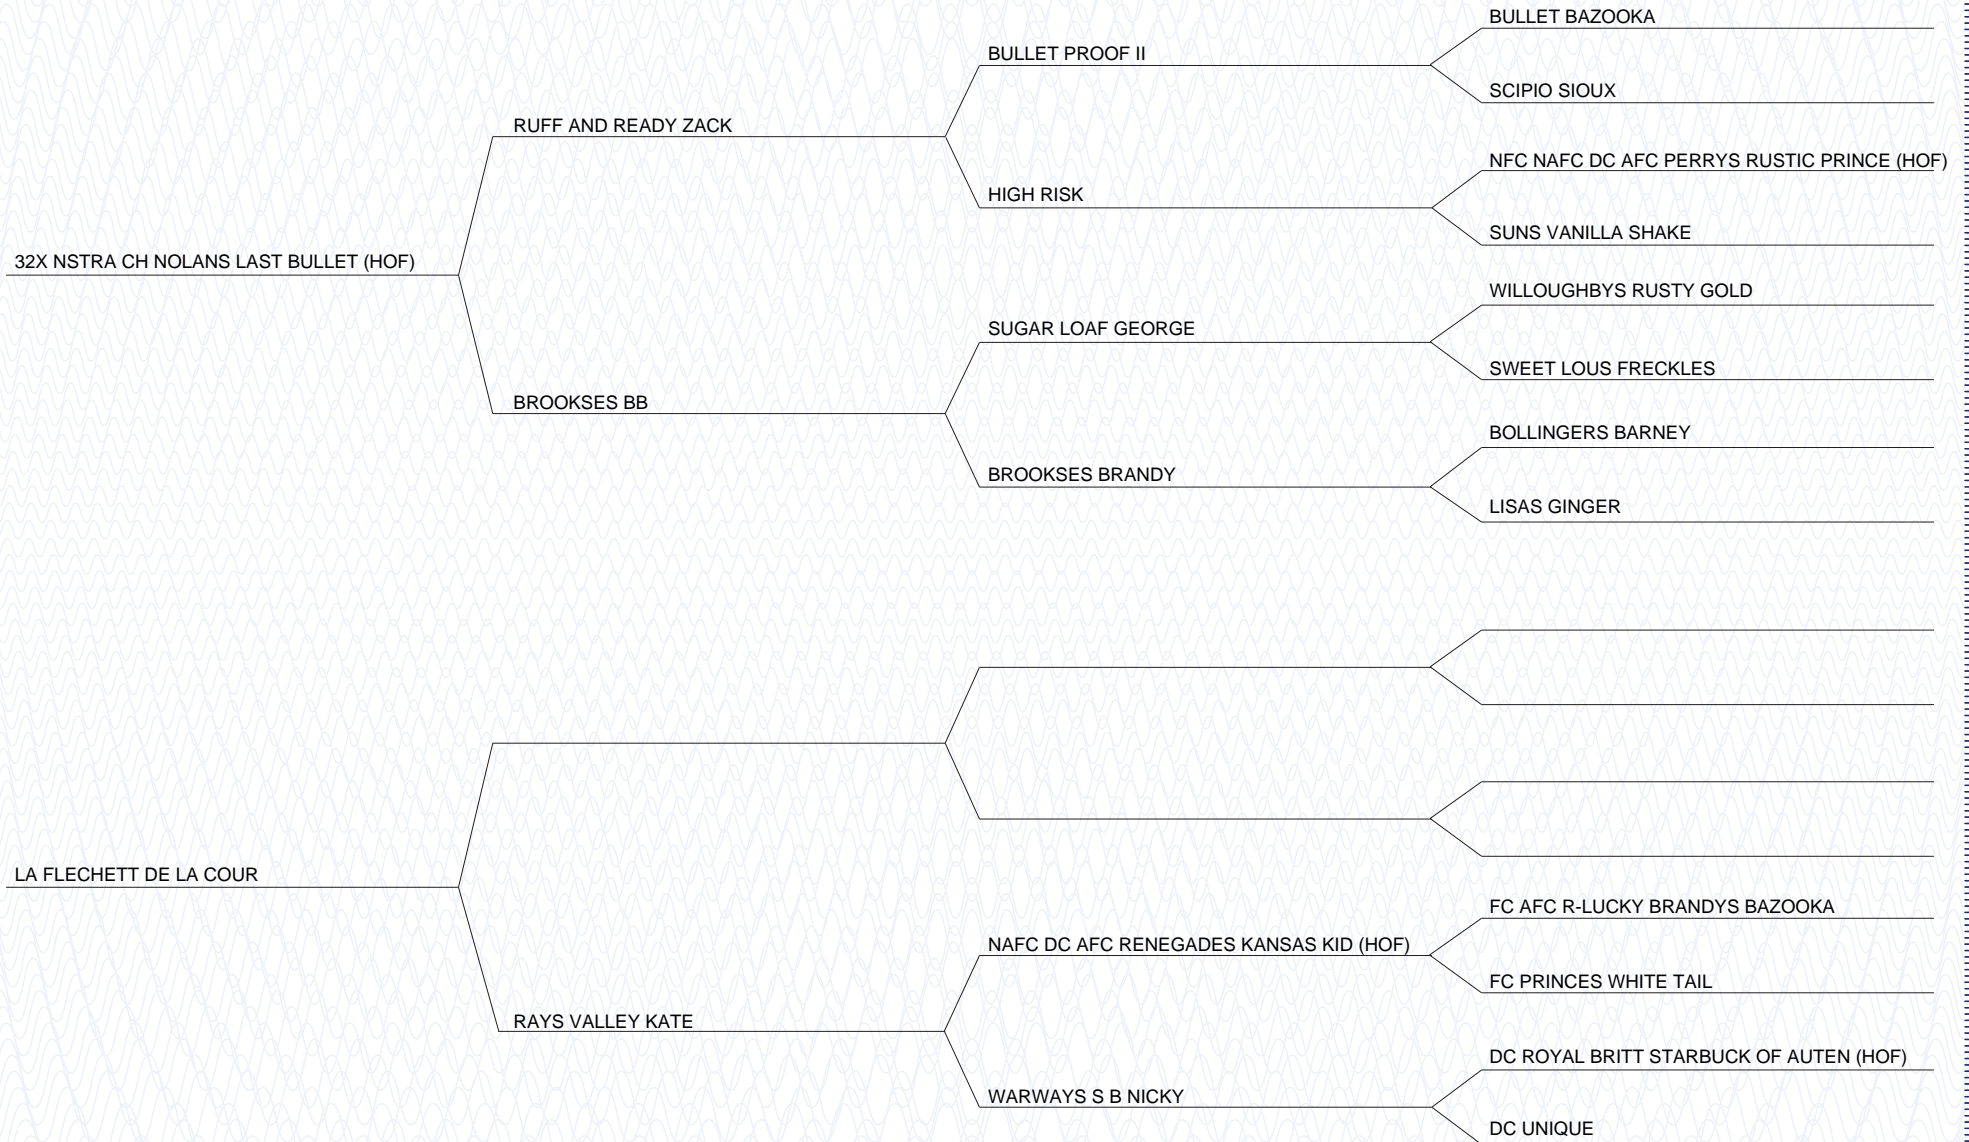 BULLET BAZOOKA
BULLET PROOF II
SCIPIO SIOUX
RUFF AND READY ZACK
NFC NAFC DC AFC PERRYS RUSTIC PRINCE (HOF)
HIGH RISK
SUNS VANILLA SHAKE
32X NSTRA CH NOLANS LAST BULLET (HOF)
WILLOUGHBYS RUSTY GOLD
SUGAR LOAF GEORGE
SWEET LOUS FRECKLES
BROOKSES BB
BOLLINGERS BARNEY
BROOKSES BRANDY
LISAS GINGER
LA FLECHETT DE LA COUR
FC AFC R-LUCKY BRANDYS BAZOOKA
NAFC DC AFC RENEGADES KANSAS KID (HOF)
FC PRINCES WHITE TAIL
RAYS VALLEY KATE
DC ROYAL BRITT STARBUCK OF AUTEN (HOF)
WARWAYS S B NICKY
DC UNIQUE